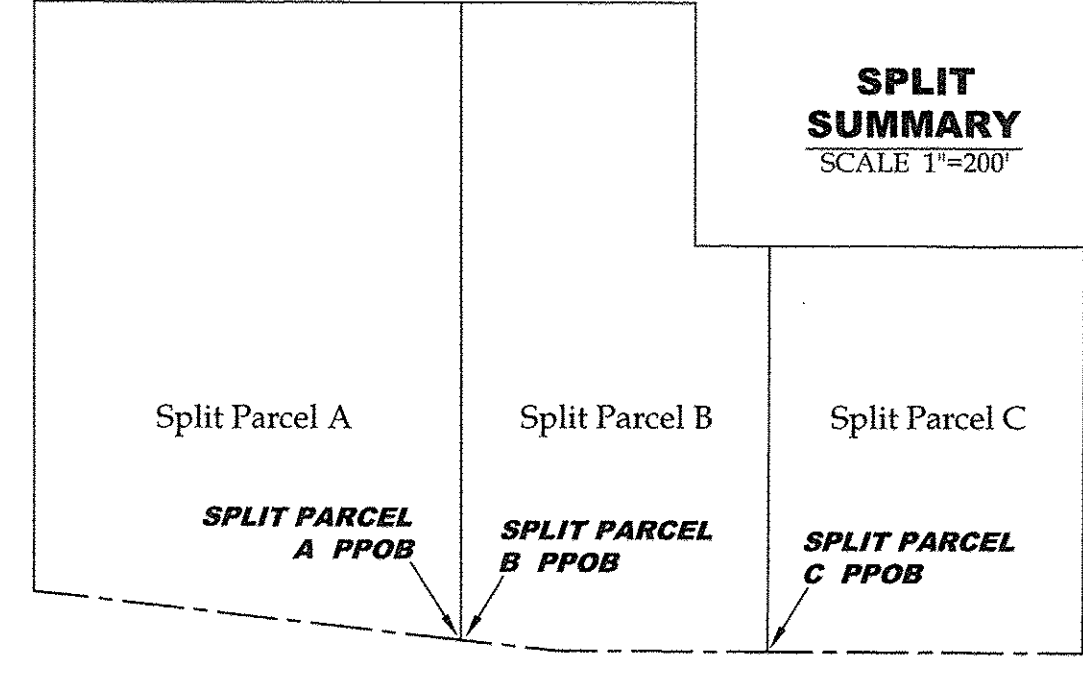 SPLIT
SUMMARY
SCALE 1"=200'
Split Parcel A
Split Parcel B
Split Parcel C
SPLIT PARCEL
A PPOB
SPLIT PARCEL
B PPOB
SPLIT PARCEL
C PPOB